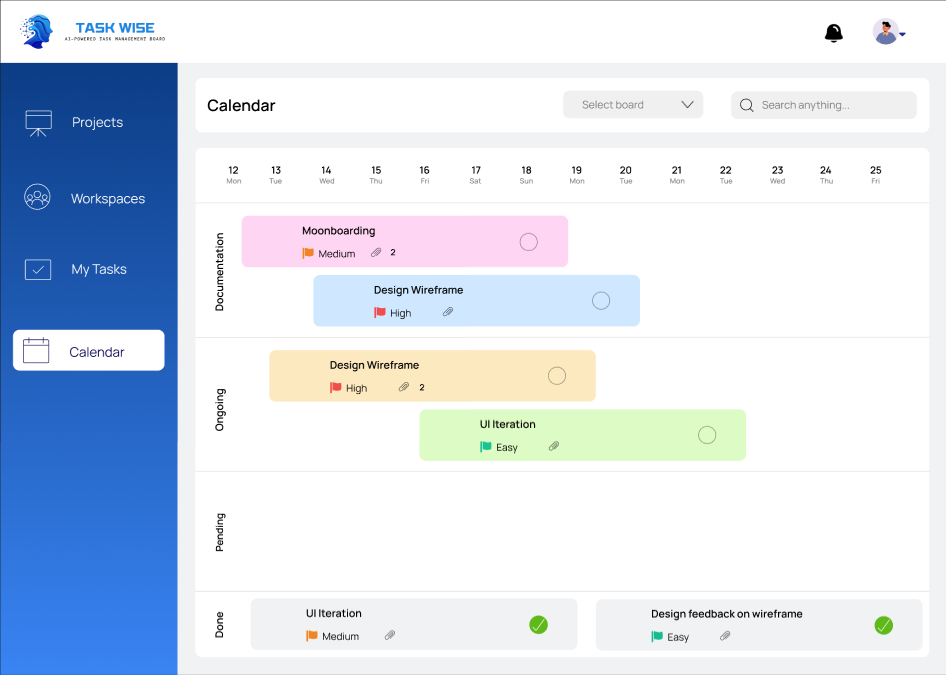 TASK WISE
AI-POWERED TASK MANAGEMENT BOARD
Projects
Workspaces
My Tasks
Calendar
Calendar
Select board
Search anything...
12 13 14 15 16 17 18 19 20 21 22 23 24 25
Mon Tue Wed Thu Fri Sat Sun Mon Tue Mon Tue Wed Thu Fri
Documentation
Moonboarding
Medium 2
Design Wireframe
High
Ongoing
Design Wireframe
High 2
UI Iteration
Easy
Pending
Done
UI Iteration
Medium
Design feedback on wireframe
Easy